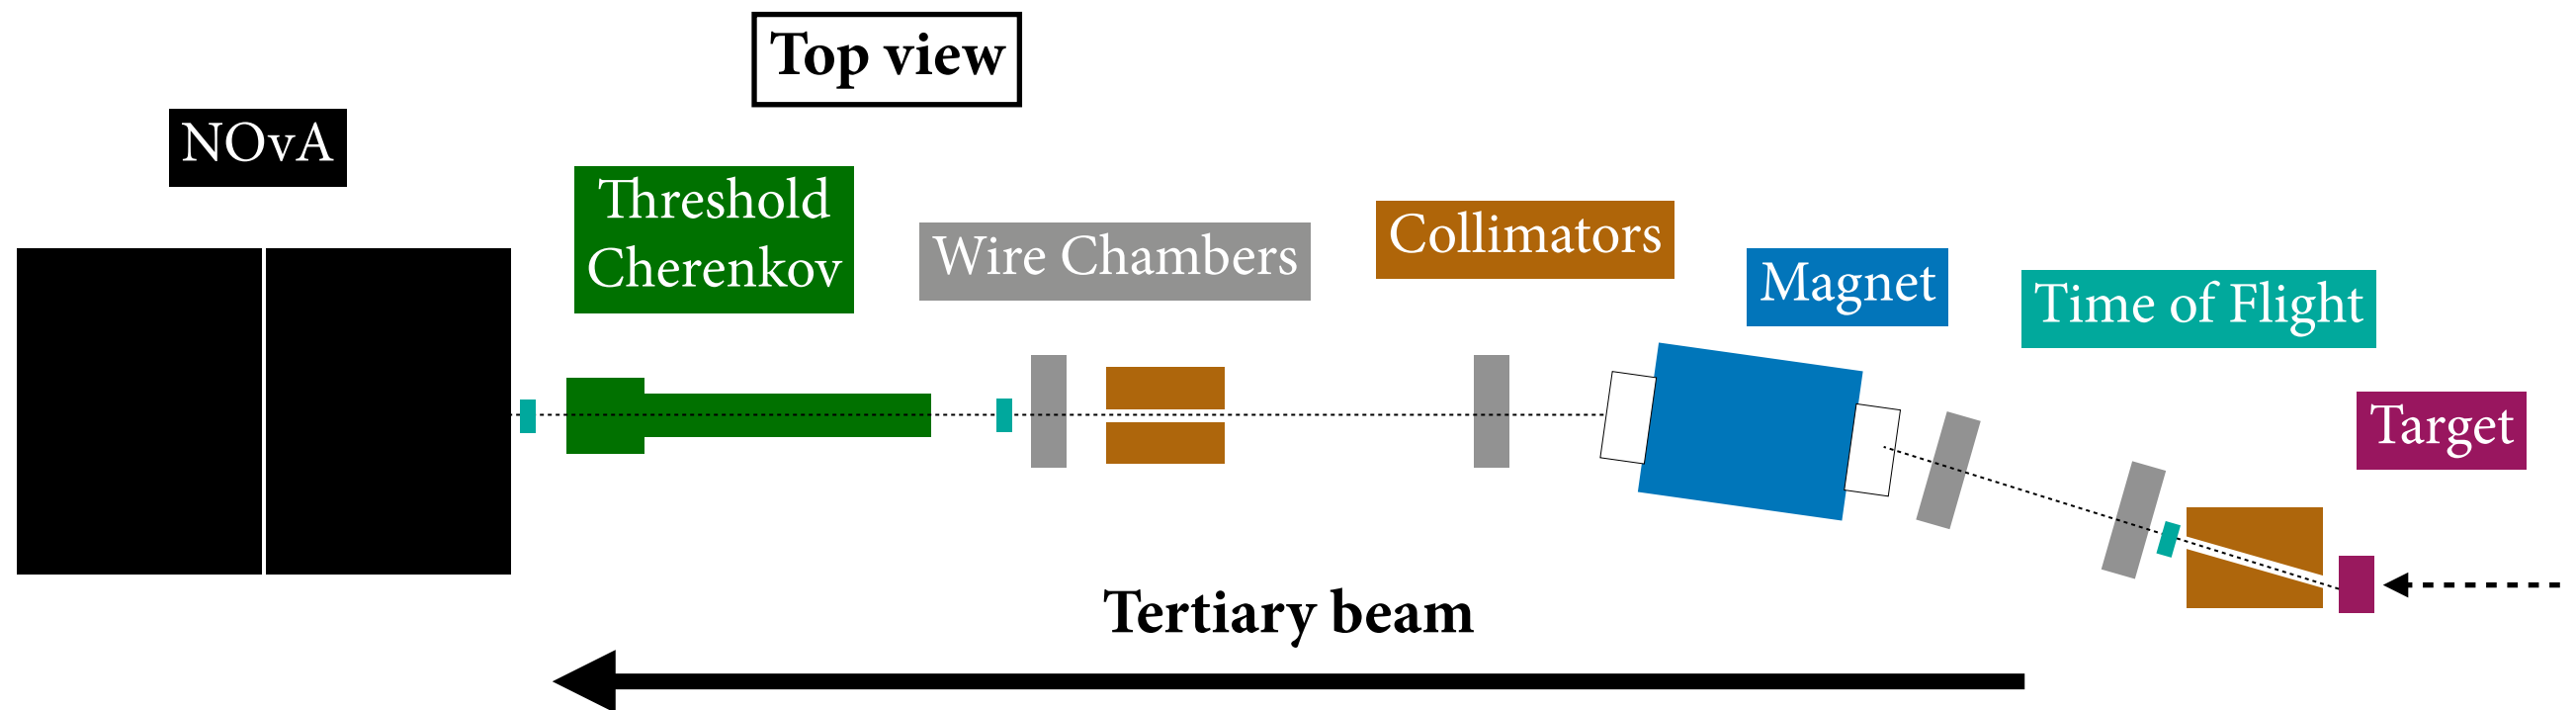 Top view
NOvA
Threshold
Cherenkov
Wire Chambers
Collimators
Magnet
Time of Flight
Target
Tertiary beam